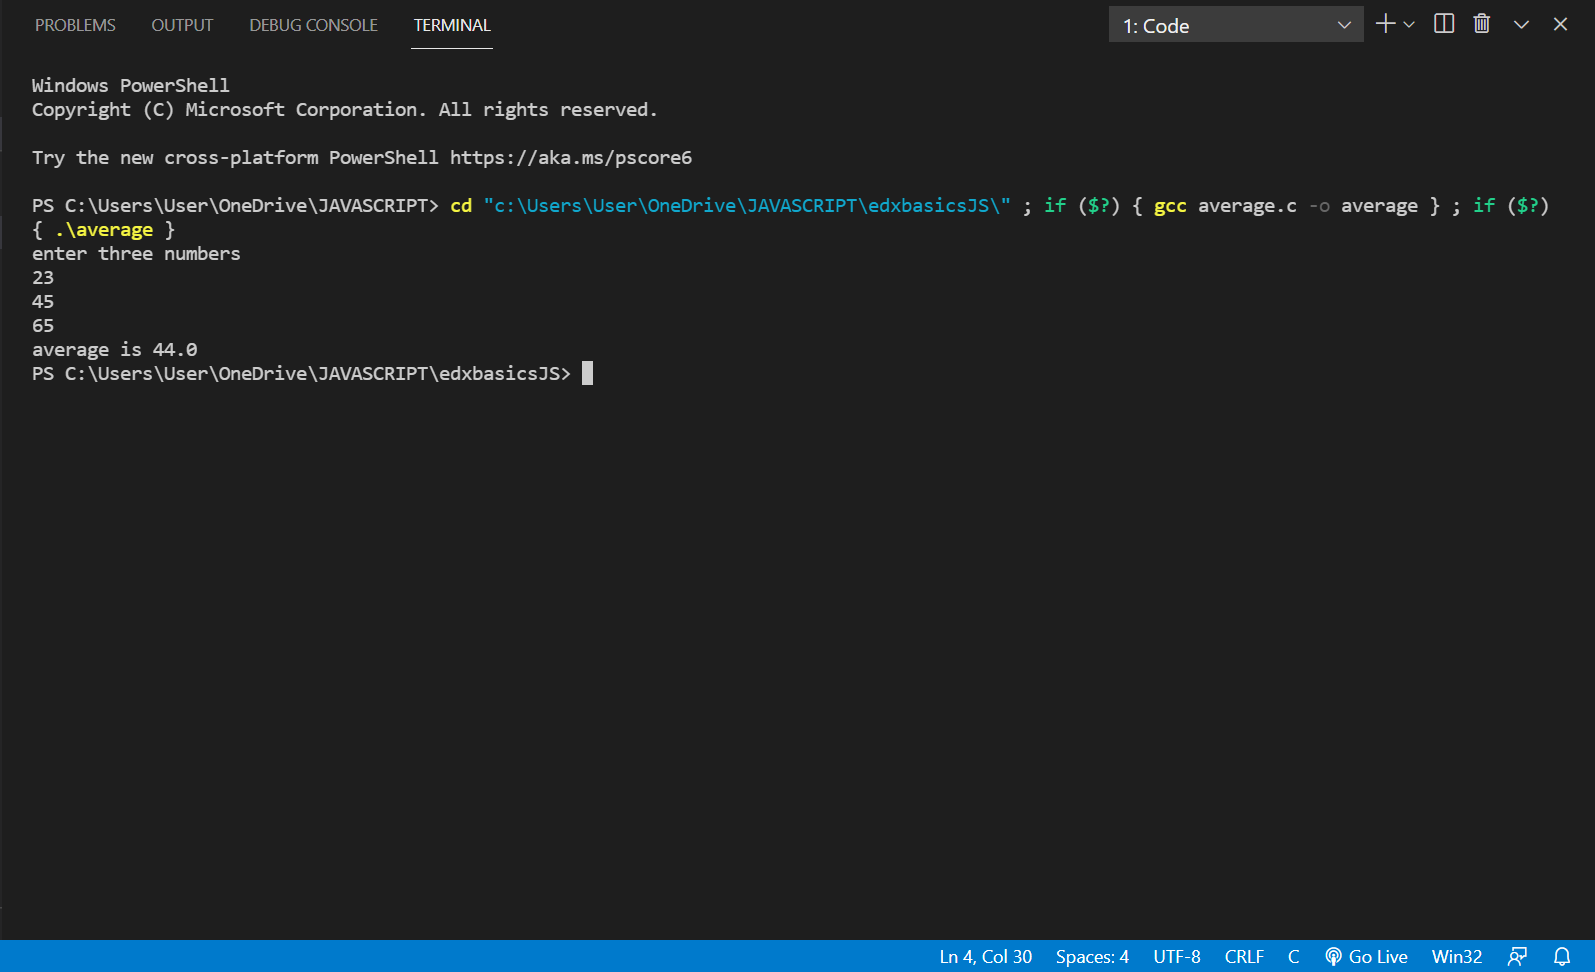 PROBLEMS OUTPUT DEBUG CONSOLE TERMINAL 1: Code
Windows PowerShell
Copyright (C) Microsoft Corporation. All rights reserved.
Try the new cross-platform PowerShell https://aka.ms/pscore6
PS C:\Users\User\OneDrive\JAVASCRIPT> cd "c:\Users\User\OneDrive\JAVASCRIPT\edxbasicsJS\" ; if ($?) { gcc average.c -o average } ; if ($?)
{ .\average }
enter three numbers
23
45
65
average is 44.0
PS C:\Users\User\OneDrive\JAVASCRIPT\edxbasicsJS>
Ln 4, Col 30 Spaces: 4 UTF-8 CRLF C Go Live Win32